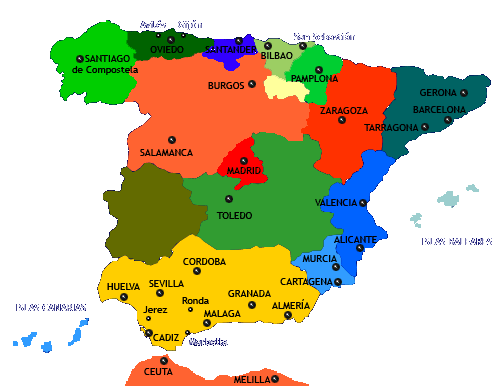 Gijón
OVIEDO
SANTANDER
San Sebastián
BILBAO
SANTIAGO
de Compostela
PAMPLONA
BURGOS
GERONA
ZARAGOZA
BARCELONA
TARRAGONA
SALAMANCA
MADRID
VALENCIA
TOLEDO
ALICANTE
ISLAS BALEARES
MURCIA
CORDOBA
CARTAGENA
HUELVA
SEVILLA
GRANADA
Ronda
ALMERÍA
ISLAS CANARIAS
Jerez
MALAGA
CADIZ
Marbella
CEUTA
MELILLA